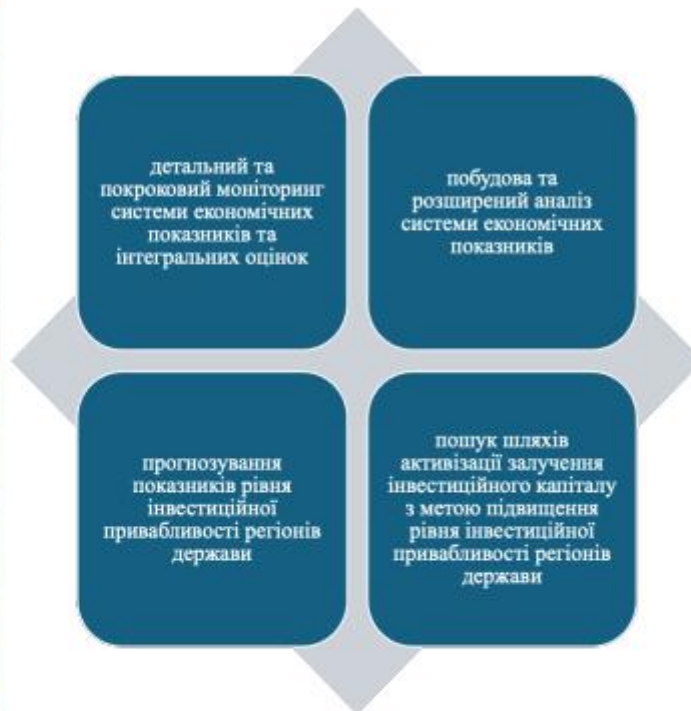 детальний та
покроковий моніторинг
системи економічних
показників та
інтегральних оцінок
побудова та
розширений аналіз
системи економічних
показників
прогнозування
показників рівня
інвестиційної
привабливості регіонів
держави
пошук шляхів
активізації залучення
інвестиційного капіталу
з метою підвищення
рівня інвестиційної
привабливості регіонів
держави